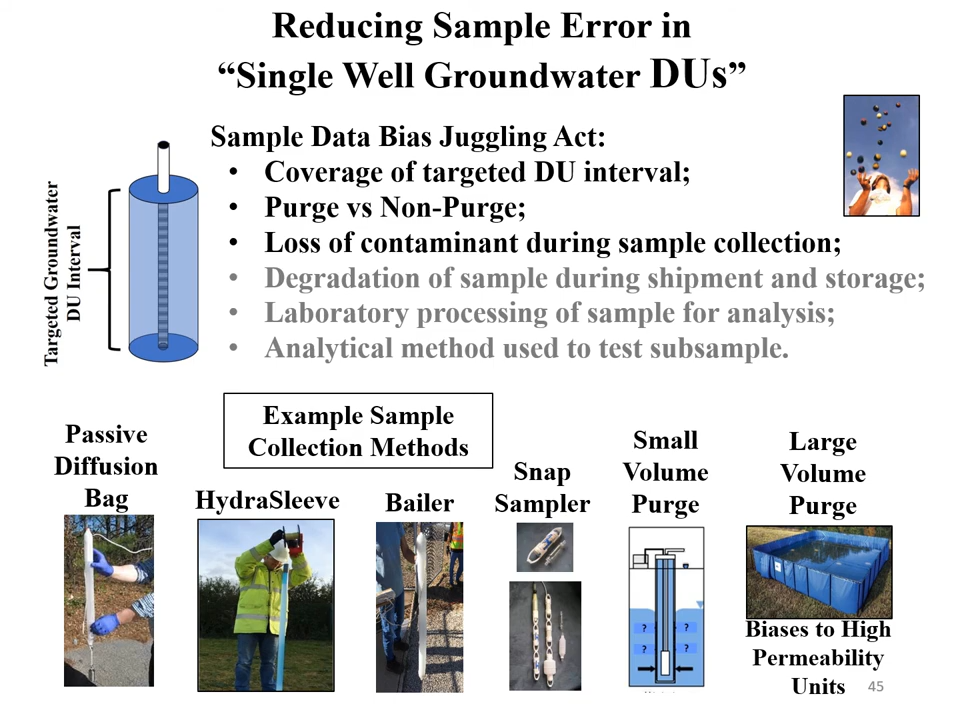 Reducing Sample Error in
“Single Well Groundwater DUs”
Sample Data Bias Juggling Act:
• Coverage of targeted DU interval;
• Purge vs Non-Purge;
• Loss of contaminant during sample collection;
• Degradation of sample during shipment and storage;
• Laboratory processing of sample for analysis;
• Analytical method used to test subsample.
Targeted Groundwater
DU Interval
Example Sample
Collection Methods
Passive
Diffusion
Bag
HydraSleeve
Bailer
Snap
Sampler
Small
Volume
Purge
? ?
? ?
Large
Volume
Purge
Biases to High
Permeability
Units
45